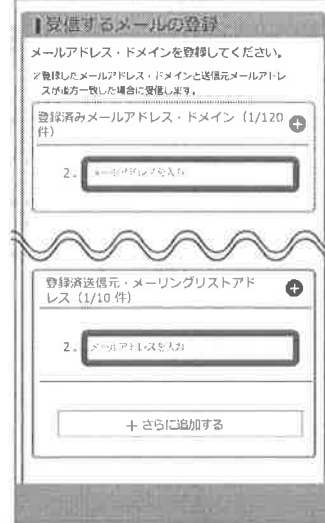 受信するメールの登録
メールアドレス・ドメインを登録してください。
※登録したメールアドレス・ドメインと送信元メールアドレ
スが後方一致した場合に受信します。
登録済みメールアドレス・ドメイン（1/120
件）
2. メールアドレスを入力
登録済送信元・メーリングリストアド
レス（1/10 件）
2. メールアドレスを入力
＋さらに追加する